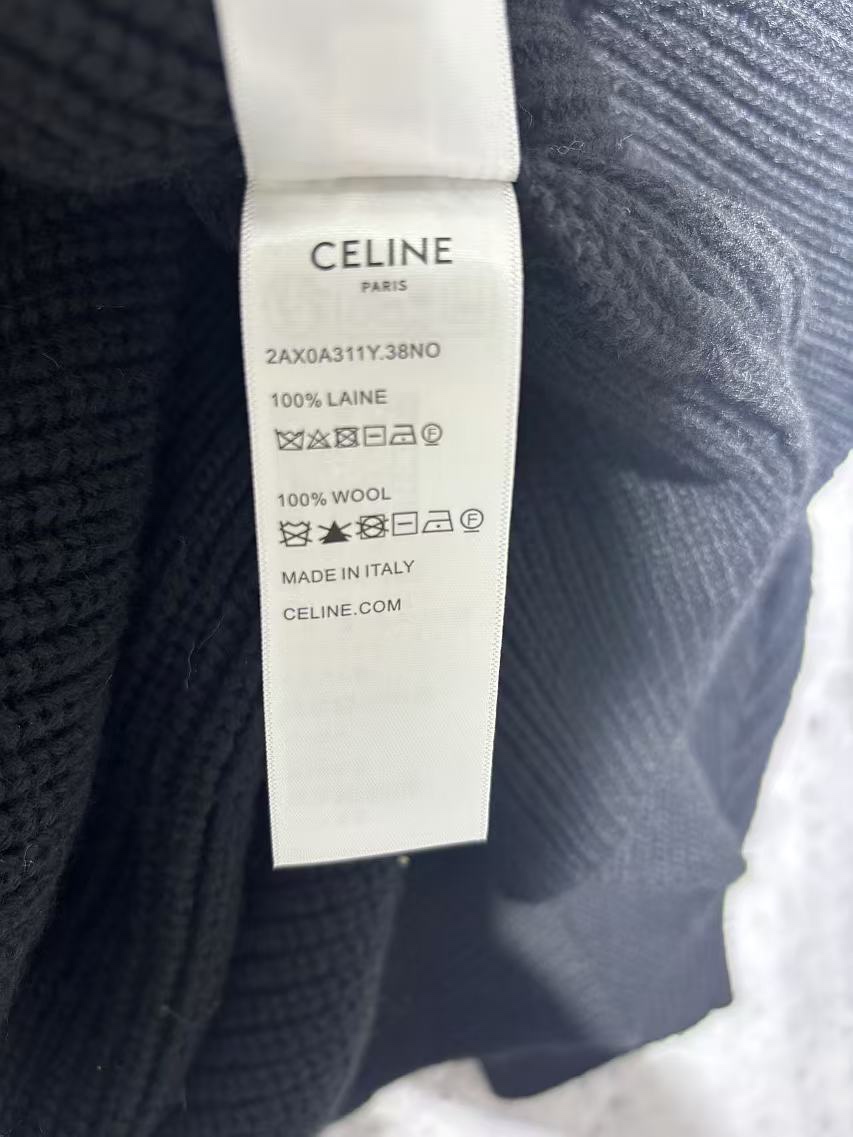 CELINE
PARIS
2AX0A311Y.38NO
100% LAINE
F
100% WOOL
F
MADE IN ITALY
CELINE.COM